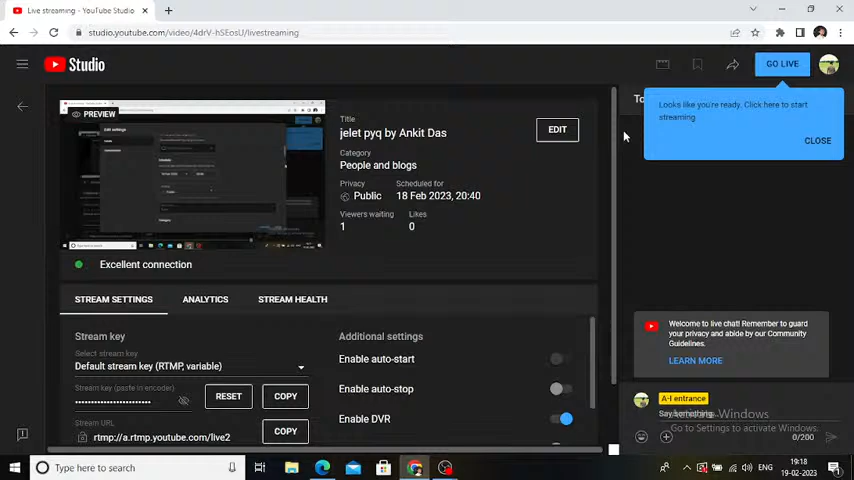 Live streaming - YouTube Studio
studio.youtube.com/video/4drV-hSEosU/livestreaming
Studio
GO LIVE
PREVIEW
Edit settings
Title
jelet pyq by Ankit Das
EDIT
Category
People and blogs
Privacy
Scheduled for
Public
18 Feb 2023, 20:40
Viewers waiting
Likes
1
0
Looks like you're ready. Click here to start
streaming
CLOSE
Excellent connection
STREAM SETTINGS
ANALYTICS
STREAM HEALTH
Stream key
Select stream key
Default stream key (RTMP, variable)
Stream key (paste in encoder)
RESET
COPY
Stream URL
rtmp://a.rtmp.youtube.com/live2
COPY
Additional settings
Enable auto-start
Enable auto-stop
Enable DVR
Welcome to live chat! Remember to guard
your privacy and abide by our Community
Guidelines.
LEARN MORE
A-I entrance
Say something...
Activate Windows
Go to Settings to activate Windows.
0/200
Type here to search
ENG
19:18
19-02-2023